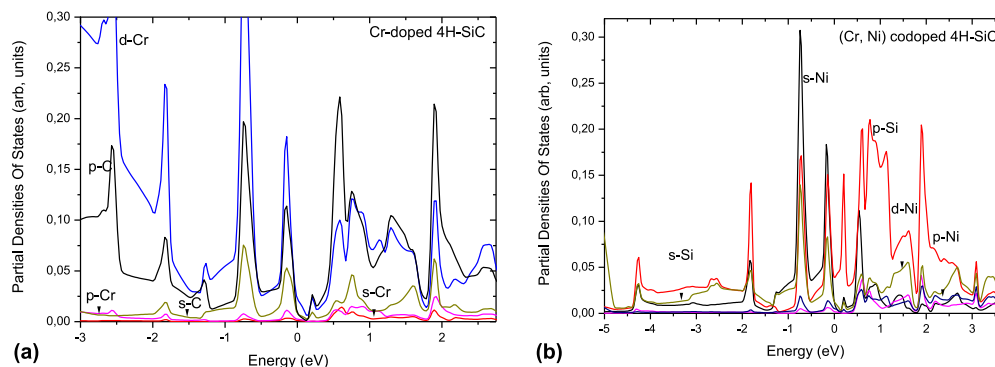 Cr-doped 4H-SiC
d-Cr
p-C
p-Cr
s-C
s-Cr
Partial Densities Of States (arb, units)
0,30
0,25
0,20
0,15
0,10
0,05
0,00
-3
-2
-1
0
1
2
Energy (eV)
(a)
(Cr, Ni) codoped 4H-SiC
s-Ni
p-Si
d-Ni
p-Ni
s-Si
Partial Densities Of States (arb, units)
0,30
0,25
0,20
0,15
0,10
0,05
0,00
-5
-4
-3
-2
-1
0
1
2
3
Energy (eV)
(b)